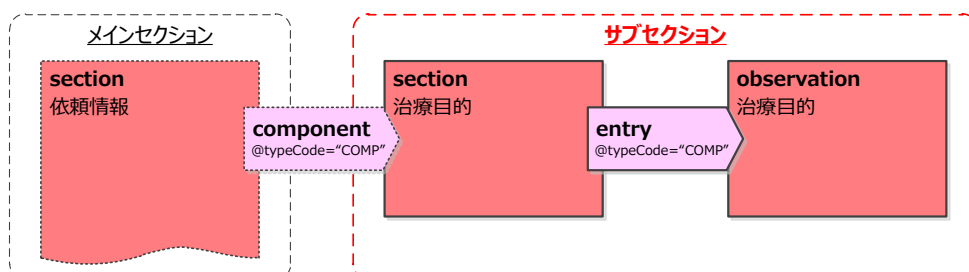 メインセクション
サブセクション
section
依頼情報
component
@typeCode=“COMP”
section
治療目的
entry
@typeCode=“COMP”
observation
治療目的